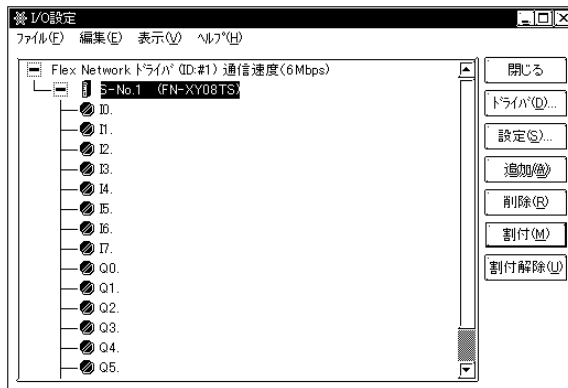 I/O設定
ﾌｧｲﾙ(F) 編集(E) 表示(V) ﾍﾙﾌﾟ(H)
Flex Network ﾄﾞﾗｲﾊﾞ (ID:#1) 通信速度(6Mbps)
S-No.1 (FN-XY08TS)
I0.
I1.
I2.
I3.
I4.
I5.
I6.
I7.
Q0.
Q1.
Q2.
Q3.
Q4.
Q5.
閉じる
ﾄﾞﾗｲﾊﾞ(D)...
設定(S)...
追加(A)
削除(R)
割付(M)
割付解除(U)